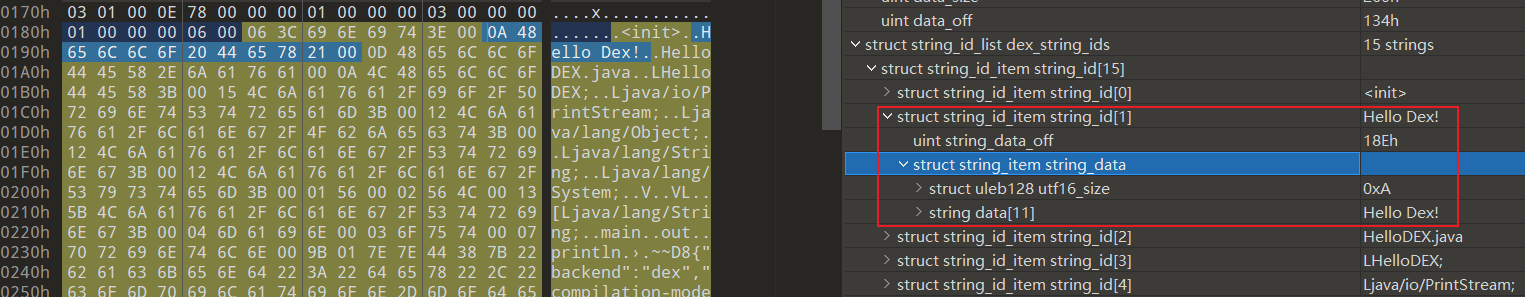 0170h 03 01 00 0E 78 00 00 00 01 00 00 00 03 00 00 00 ....x...........
0180h 01 00 00 00 06 00 06 3C 69 6E 69 74 3E 00 0A 48 .......<init>..H
0190h 65 6C 6C 6F 20 44 65 78 21 00 0D 48 65 6C 6C 6F ello Dex!..Hello
01A0h 44 45 58 2E 6A 61 76 61 00 0A 4C 48 65 6C 6C 6F DEX.java..LHello
01B0h 44 45 58 3B 00 15 4C 6A 61 76 61 2F 69 6F 2F 50 DEX;..Ljava/io/P
01C0h 72 69 6E 74 53 74 72 65 61 6D 3B 00 12 4C 6A 61 rintStream;..Lja
01D0h 76 61 2F 6C 61 6E 67 2F 4F 62 6A 65 63 74 3B 00 va/lang/Object;.
01E0h 12 4C 6A 61 76 61 2F 6C 61 6E 67 2F 53 74 72 69 .Ljava/lang/Stri
01F0h 6E 67 3B 00 12 4C 6A 61 76 61 2F 6C 61 6E 67 2F ng;..Ljava/lang/
0200h 53 79 73 74 65 6D 3B 00 01 56 00 02 56 4C 00 13 System;..V..VL..
0210h 5B 4C 6A 61 76 61 2F 6C 61 6E 67 2F 53 74 72 69 [Ljava/lang/Stri
0220h 6E 67 3B 00 04 6D 61 69 6E 00 03 6F 75 74 00 07 ng;..main..out..
0230h 70 72 69 6E 74 6C 6E 00 9B 01 7E 7E 44 38 7B 22 println.›.~~D8{"
0240h 62 61 63 6B 65 6E 64 22 3A 22 64 65 78 22 2C 22 backend":"dex","
0250h 63 6F 6D 70 69 6C 61 74 69 6F 6E 2D 6D 6F 64 65 compilation-mode
uint data_off 134h
struct string_id_list dex_string_ids 15 strings
struct string_id_item string_id[15]
struct string_id_item string_id[0] <init>
struct string_id_item string_id[1] Hello Dex!
uint string_data_off 18Eh
struct string_item string_data
struct uleb128 utf16_size 0xA
string data[11] Hello Dex!
struct string_id_item string_id[2] HelloDEX.java
struct string_id_item string_id[3] LHelloDEX;
struct string_id_item string_id[4] Ljava/io/PrintStream;